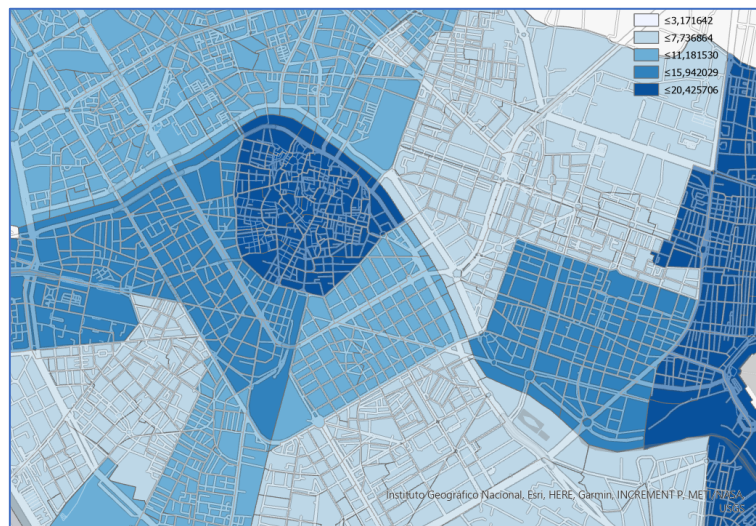 ≤3,171642
≤7,736864
≤11,181530
≤15,942029
≤20,425706
Instituto Geográfico Nacional, Esri, HERE, Garmin, INCREMENT P, METI/NASA,
USGS